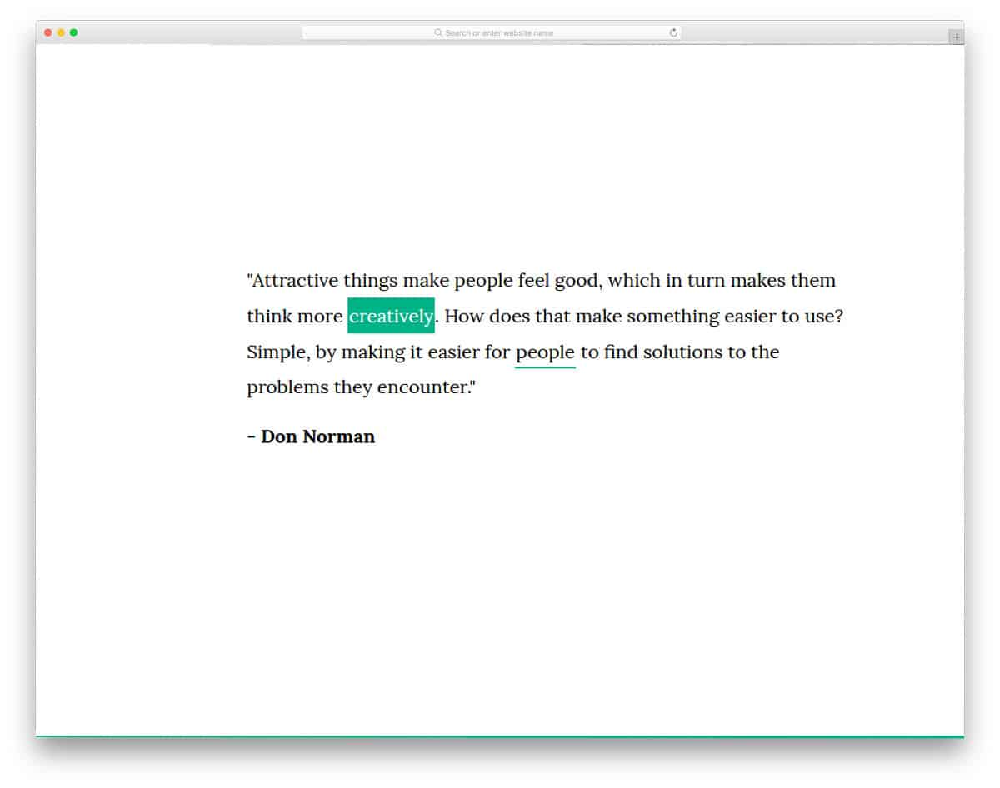 Search or enter website name
"Attractive things make people feel good, which in turn makes them
think more creatively. How does that make something easier to use?
Simple, by making it easier for people to find solutions to the
problems they encounter."
- Don Norman